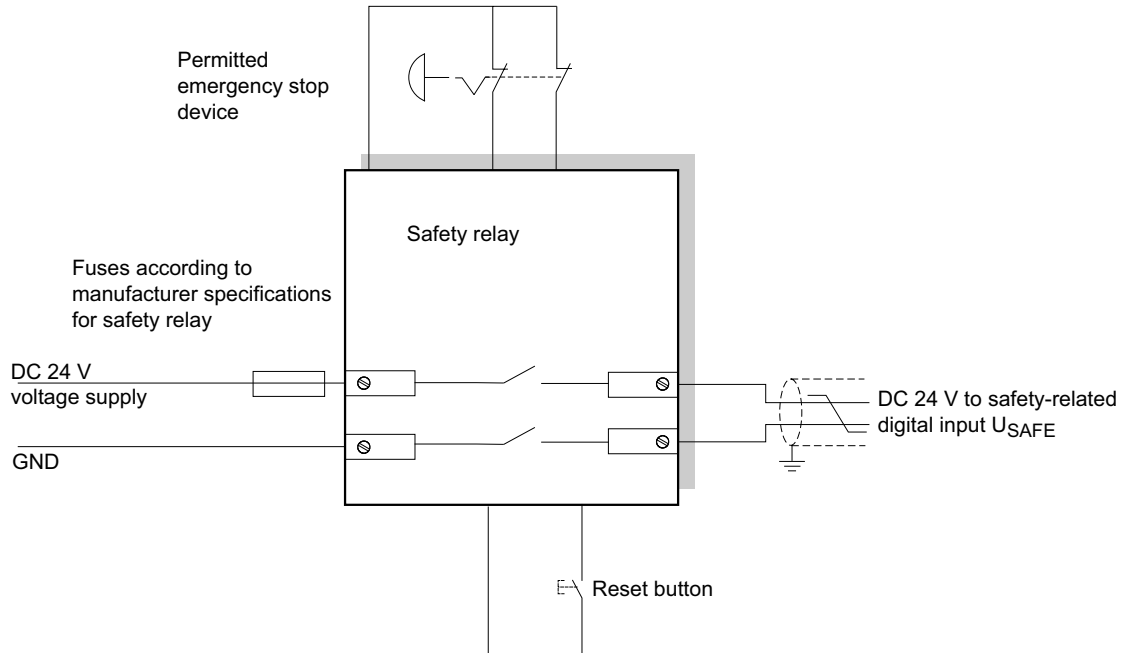 Permitted
emergency stop
device
Safety relay
Fuses according to
manufacturer specifications
for safety relay
DC 24 V
voltage supply
GND
DC 24 V to safety-related
digital input USAFE
Reset button